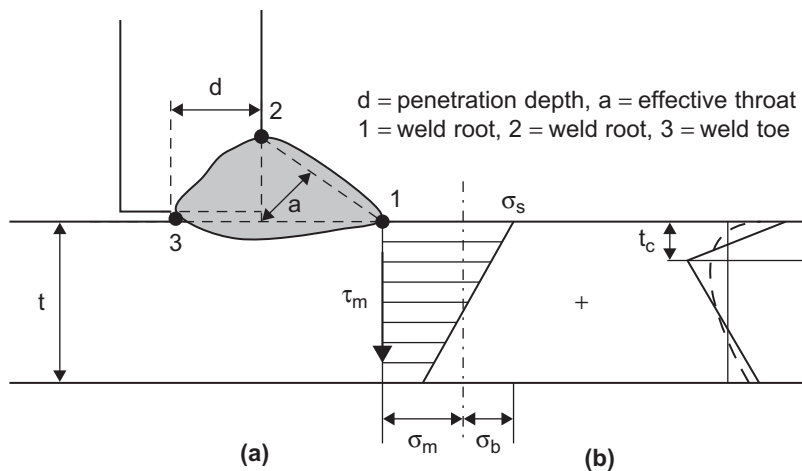 d
2
d = penetration depth, a = effective throat
1 = weld root, 2 = weld root, 3 = weld toe
1
σs
a
3
tc
t
τm
+
σm
σb
(a)
(b)